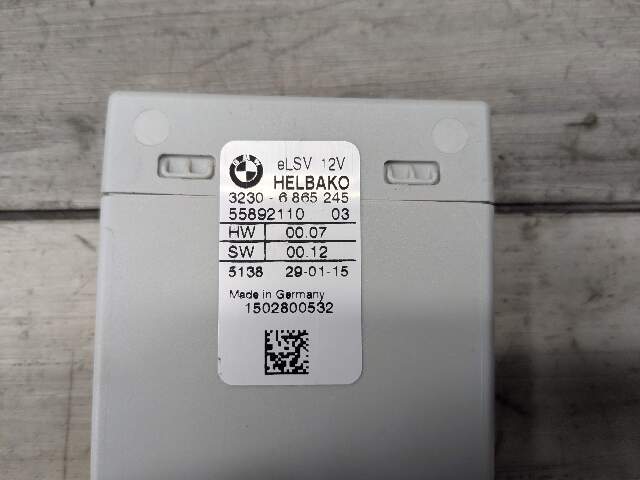 BMW
eLSV 12V
HELBAKO
3230 - 6 865 245
55892110 03
HW 00.07
SW 00.12
5138 29-01-15
Made in Germany
1502800532